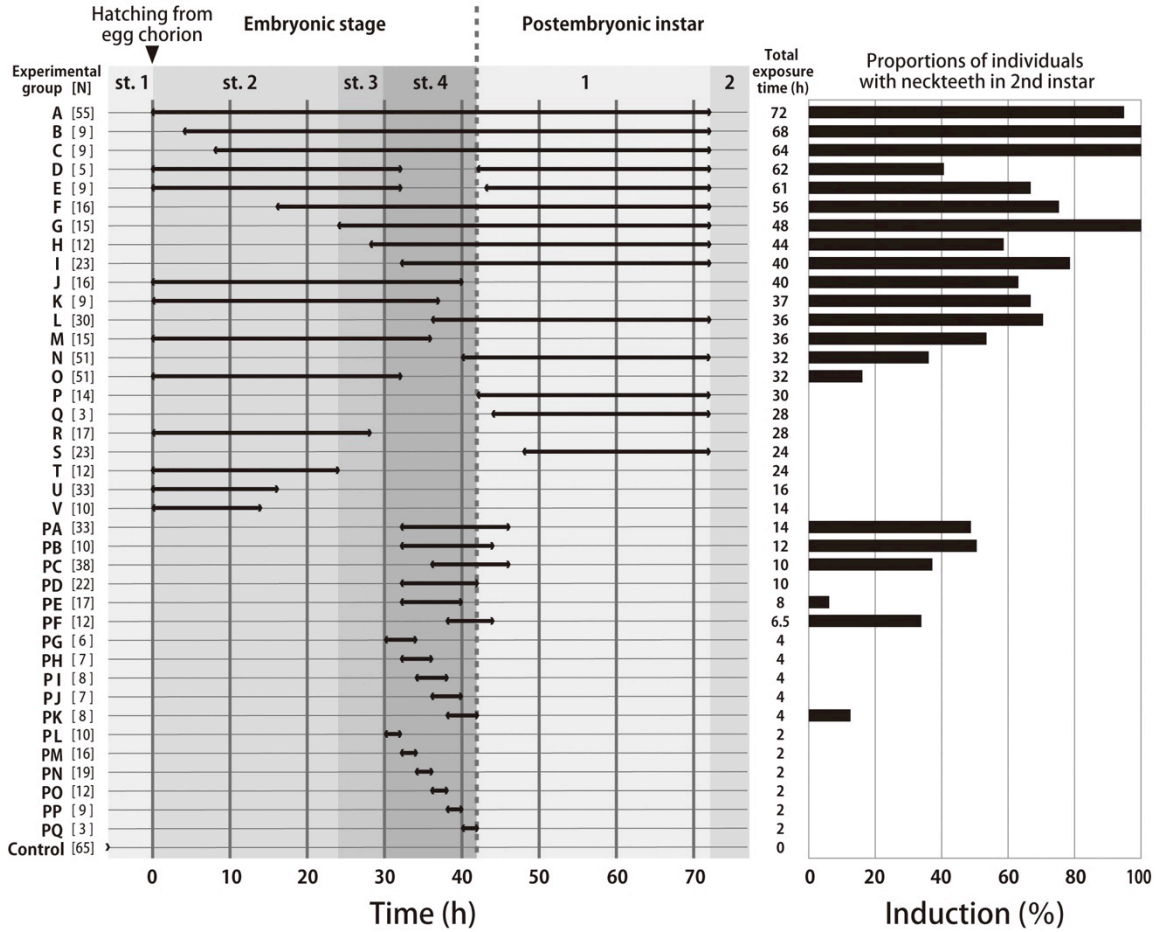 Hatching from
egg chorion
Embryonic stage
Postembryonic instar
Experimental
group [N]
st. 1
st. 2
st. 3
st. 4
1
2
Total
exposure
time (h)
Proportions of individuals
with neckteeth in 2nd instar
A [55] 72
B [ 9 ] 68
C [ 9 ] 64
D [ 5 ] 62
E [ 9 ] 61
F [16] 56
G [15] 48
H [12] 44
I [23] 40
J [16] 40
K [ 9 ] 37
L [30] 36
M [15] 36
N [51] 32
O [51] 32
P [14] 30
Q [ 3 ] 28
R [17] 28
S [23] 24
T [12] 24
U [33] 16
V [10] 14
PA [33] 14
PB [10] 12
PC [38] 10
PD [22] 10
PE [17] 8
PF [12] 6.5
PG [ 6 ] 4
PH [ 7 ] 4
PI [ 8 ] 4
PJ [ 7 ] 4
PK [ 8 ] 4
PL [10] 2
PM [16] 2
PN [19] 2
PO [12] 2
PP [ 9 ] 2
PQ [ 3 ] 2
Control [65] 0
0 10 20 30 40 50 60 70
Time (h)
0 20 40 60 80 100
Induction (%)